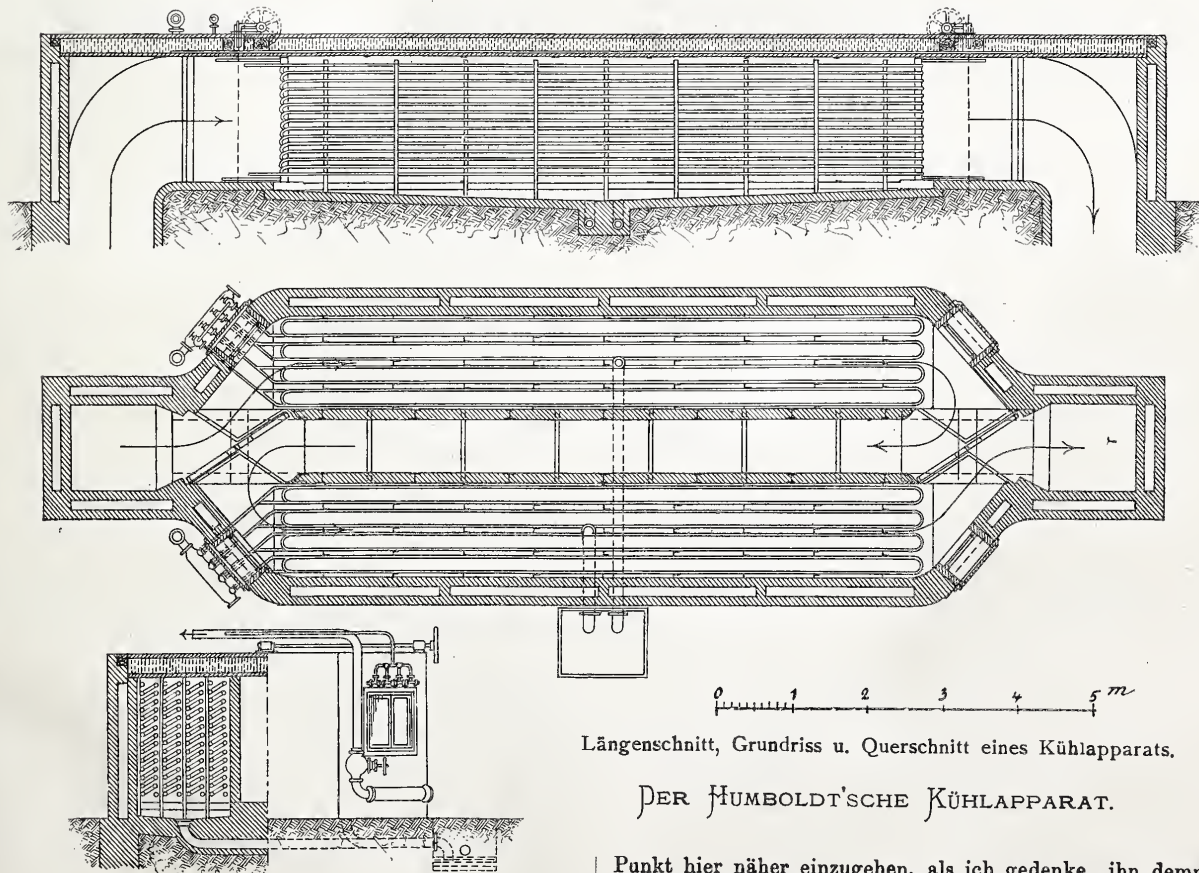 0 1 2 3 4 5 m
Längenschnitt, Grundriss u. Querschnitt eines Kühlapparats.
DER HUMBOLDT'SCHE KÜHLAPPARAT.
Punkt hier näher einzugehen, als ich gedenke, ihn